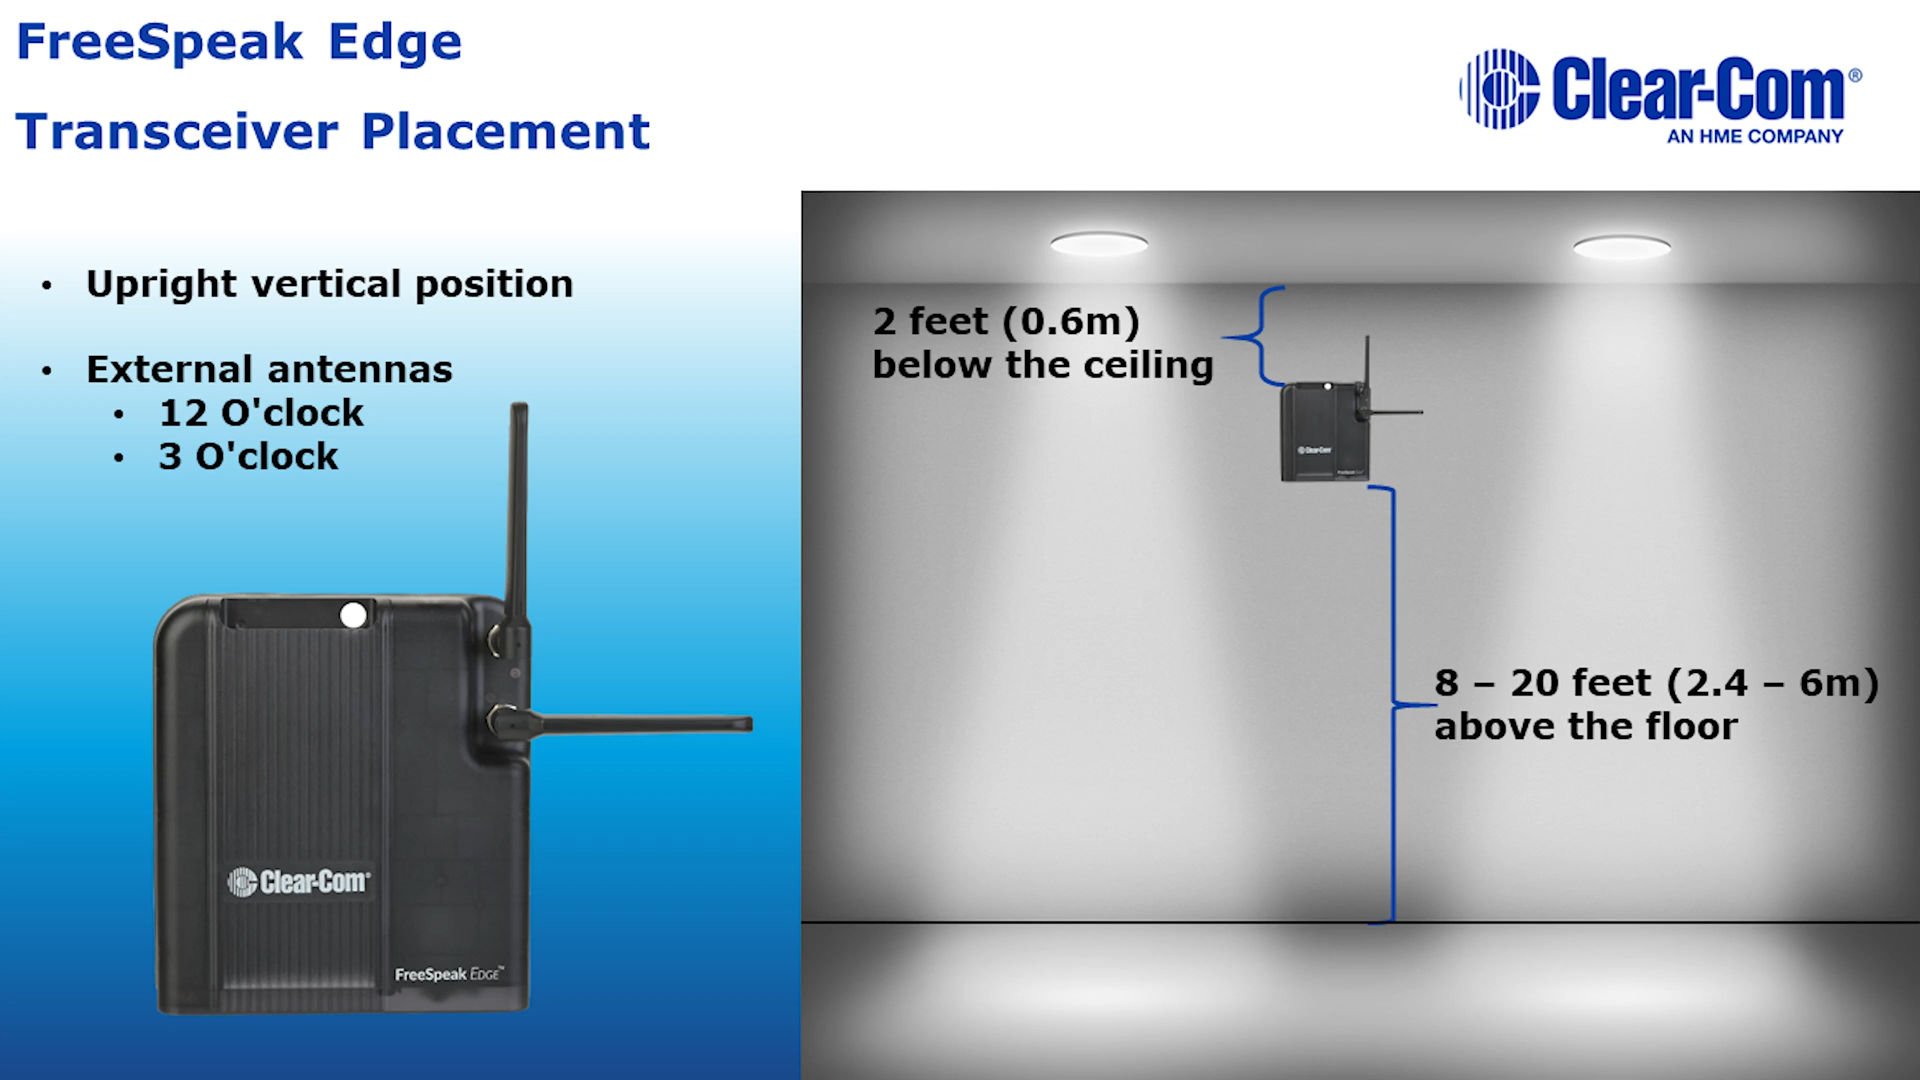 FreeSpeak Edge
Transceiver Placement
Clear-Com®
AN HME COMPANY
• Upright vertical position
• External antennas
• 12 O'clock
• 3 O'clock
Clear-Com
FreeSpeak EDGE™
2 feet (0.6m)
below the ceiling
Clear-Com
8 – 20 feet (2.4 – 6m)
above the floor